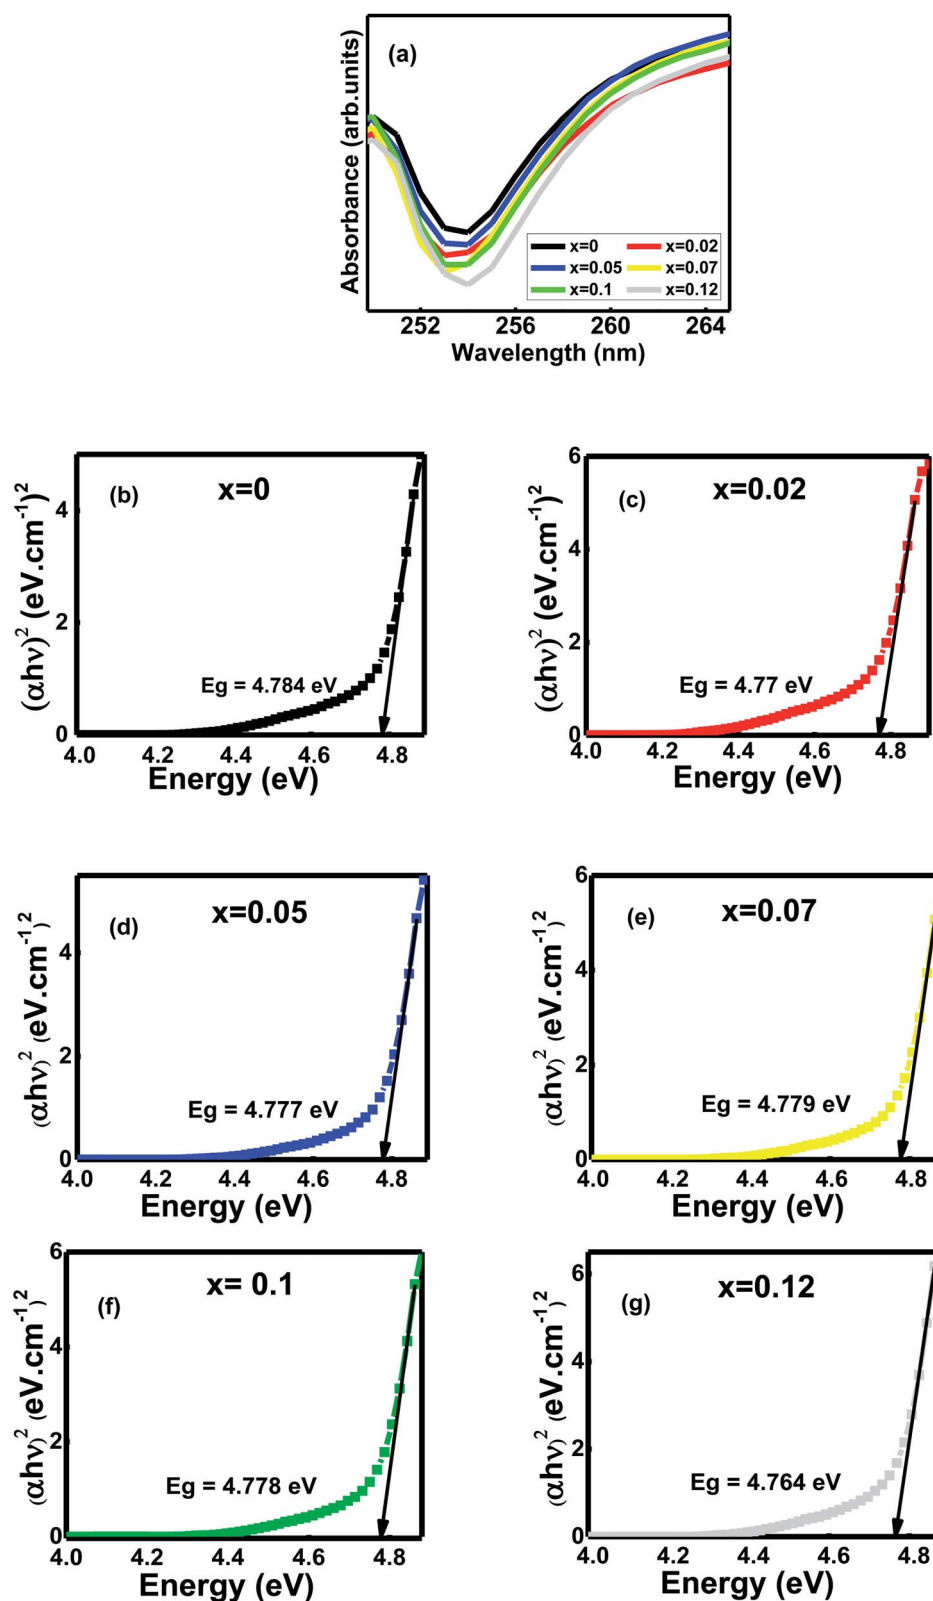 (a)
Absorbance (arb.units)
x=0 x=0.02
x=0.05 x=0.07
x=0.1 x=0.12
252 256 260 264
Wavelength (nm)
(b) x=0
((αhν)² (eV.cm⁻¹)²
4
2
0
Eg = 4.784 eV
4.0 4.2 4.4 4.6 4.8
Energy (eV)
(c) x=0.02
((αhν)² (eV.cm⁻¹)²
6
4
2
0
Eg = 4.77 eV
4.0 4.2 4.4 4.6 4.8
Energy (eV)
(d) x=0.05
(αhν)² (eV.cm⁻¹)²
4
2
0
Eg = 4.777 eV
4.0 4.2 4.4 4.6 4.8
Energy (eV)
(e) x=0.07
(αhν)² (eV.cm⁻¹)²
6
4
2
0
Eg = 4.779 eV
4.0 4.2 4.4 4.6 4.8
Energy (eV)
(f) x= 0.1
(αhν)² (eV.cm⁻¹)²
6
4
2
0
Eg = 4.778 eV
4.0 4.2 4.4 4.6 4.8
Energy (eV)
(g) x=0.12
(αhν)² (eV.cm⁻¹)²
6
4
2
0
Eg = 4.764 eV
4.0 4.2 4.4 4.6 4.8
Energy (eV)